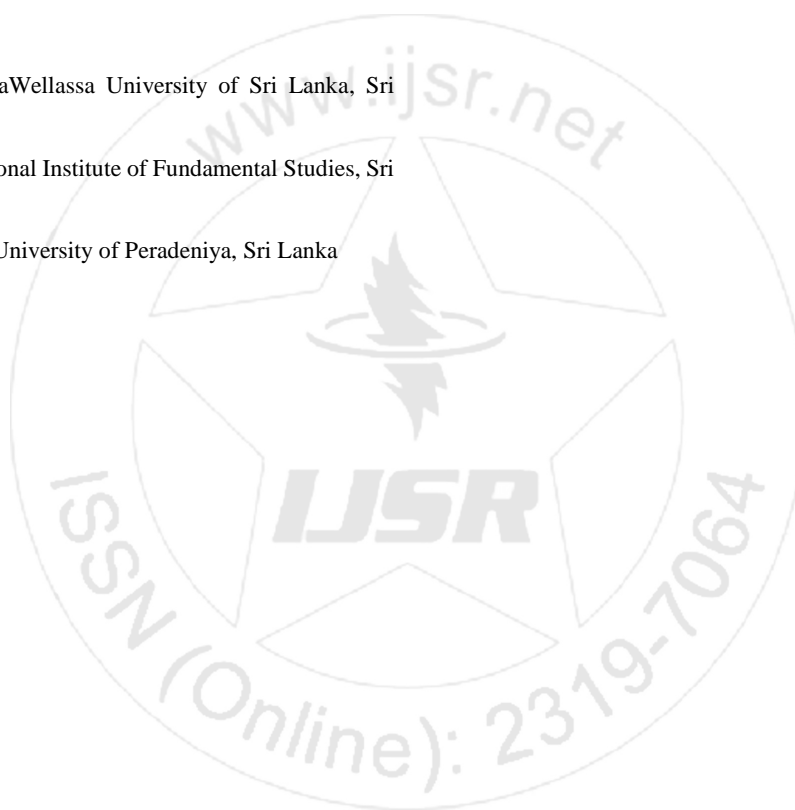 aWellassa University of Sri Lanka, Sri
onal Institute of Fundamental Studies, Sri
University of Peradeniya, Sri Lanka
www.ijsr.net
IJSR
ISSN (Online): 2319-7064